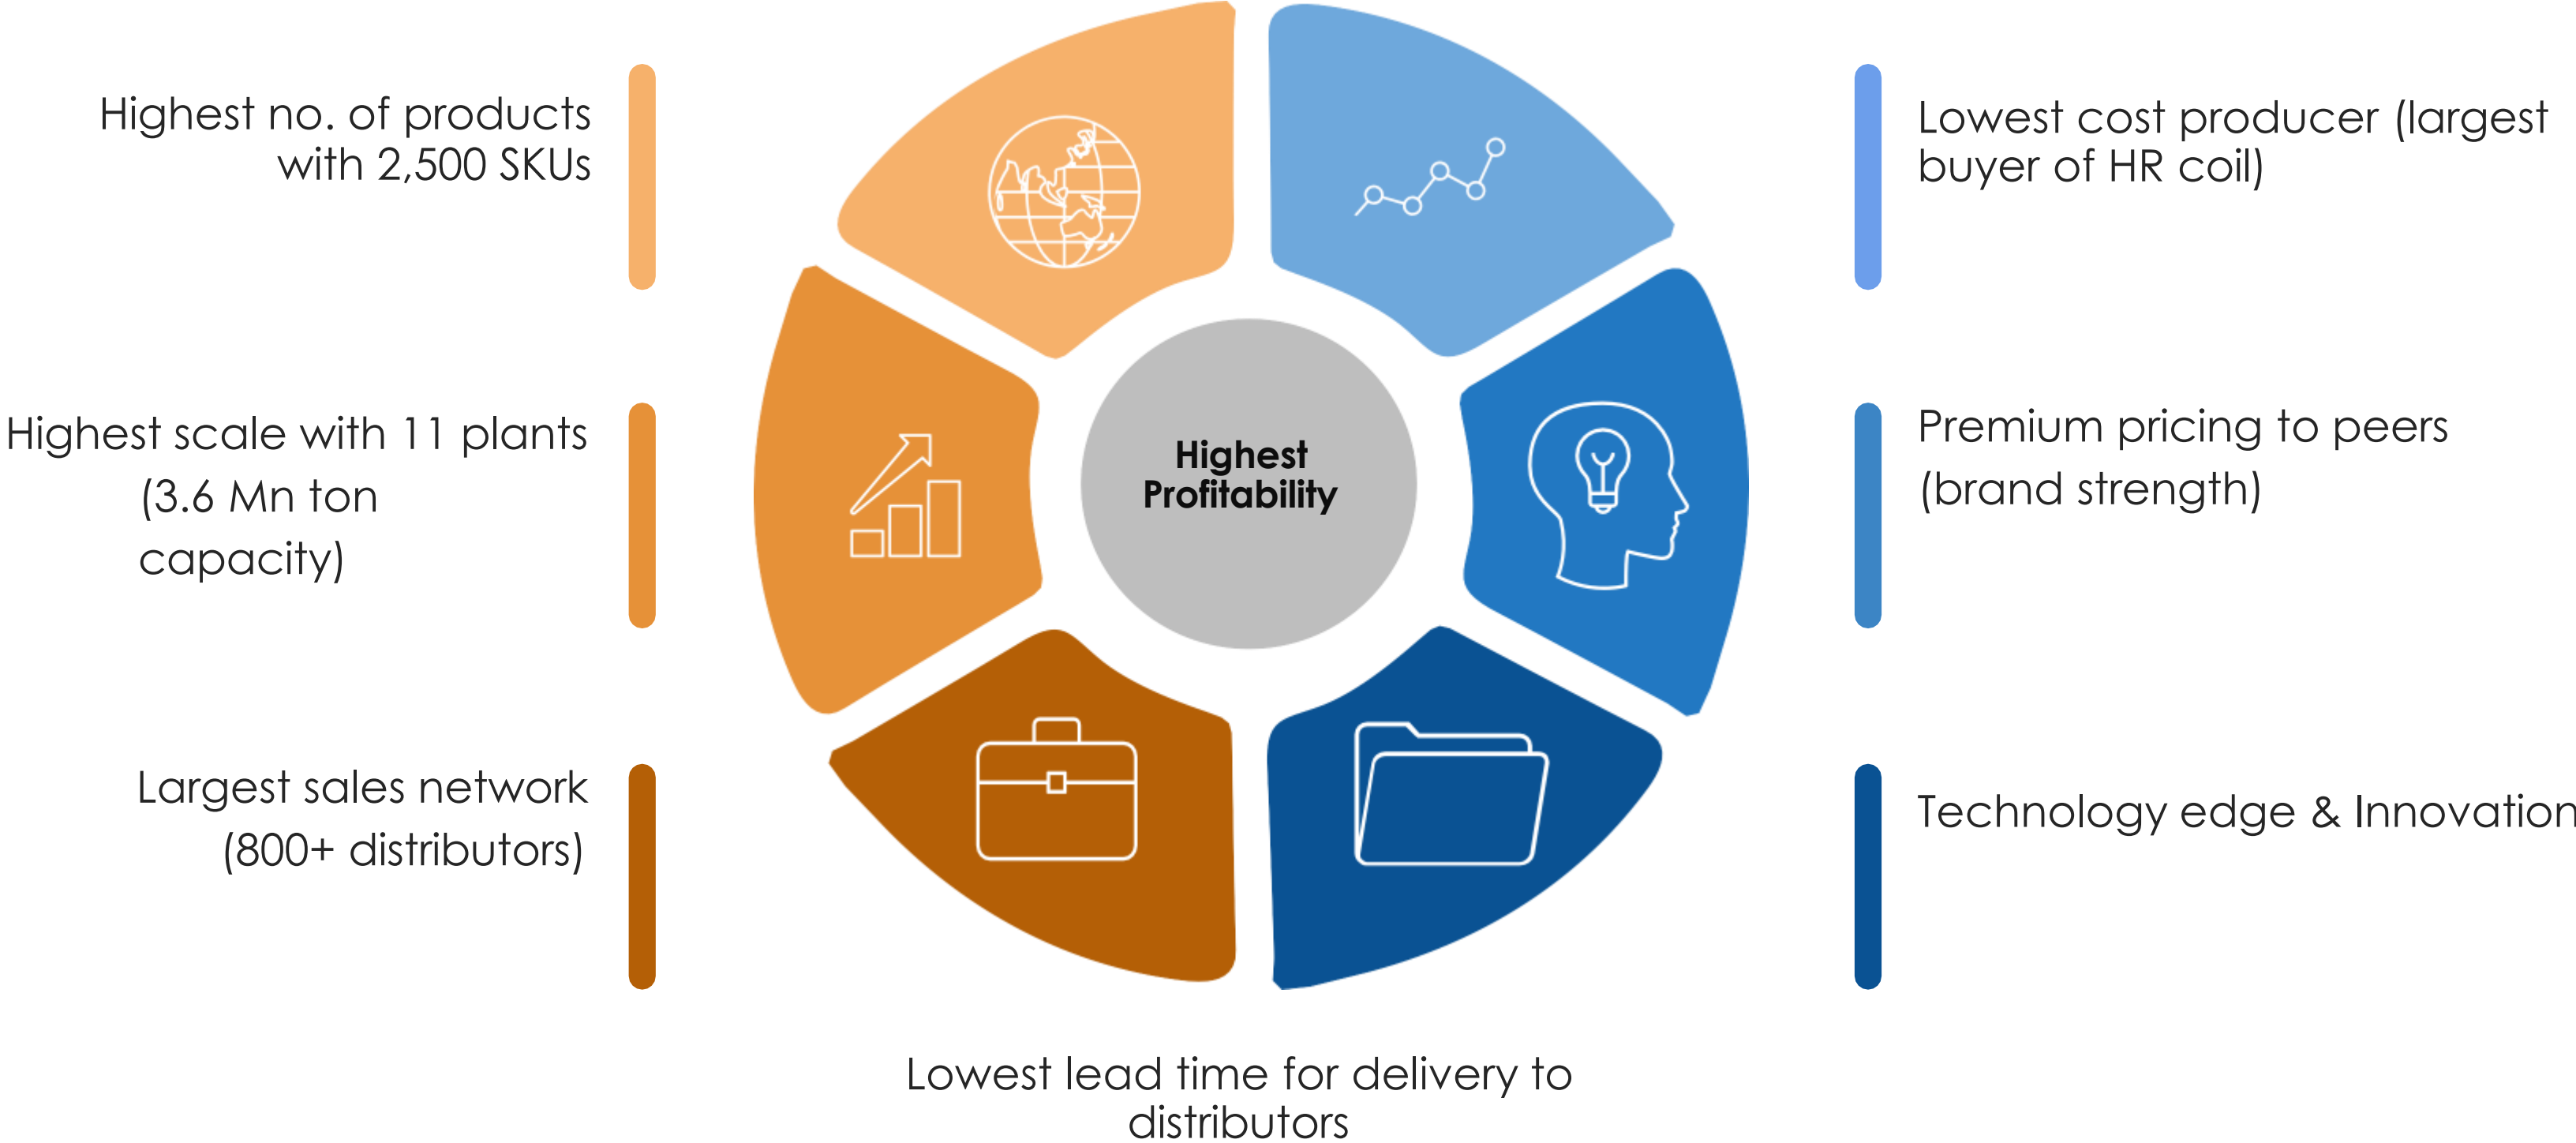 Highest no. of products
with 2,500 SKUs
Lowest cost producer (largest
buyer of HR coil)
Highest scale with 11 plants
(3.6 Mn ton
capacity)
Highest
Profitability
Premium pricing to peers
(brand strength)
Largest sales network
(800+ distributors)
Technology edge & Innovation
Lowest lead time for delivery to
distributors